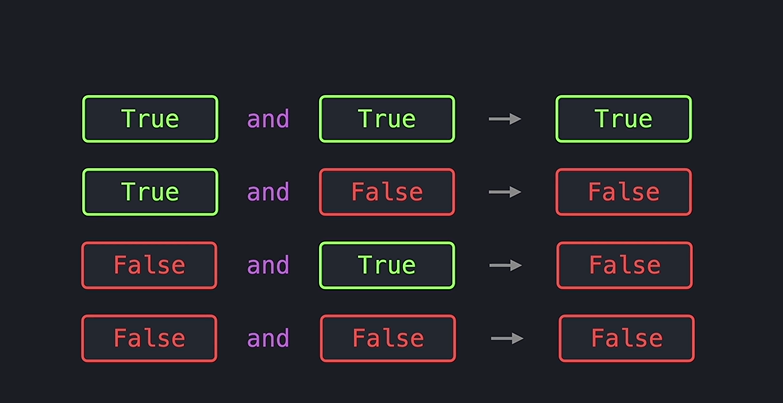 True and True → True
True and False → False
False and True → False
False and False → False